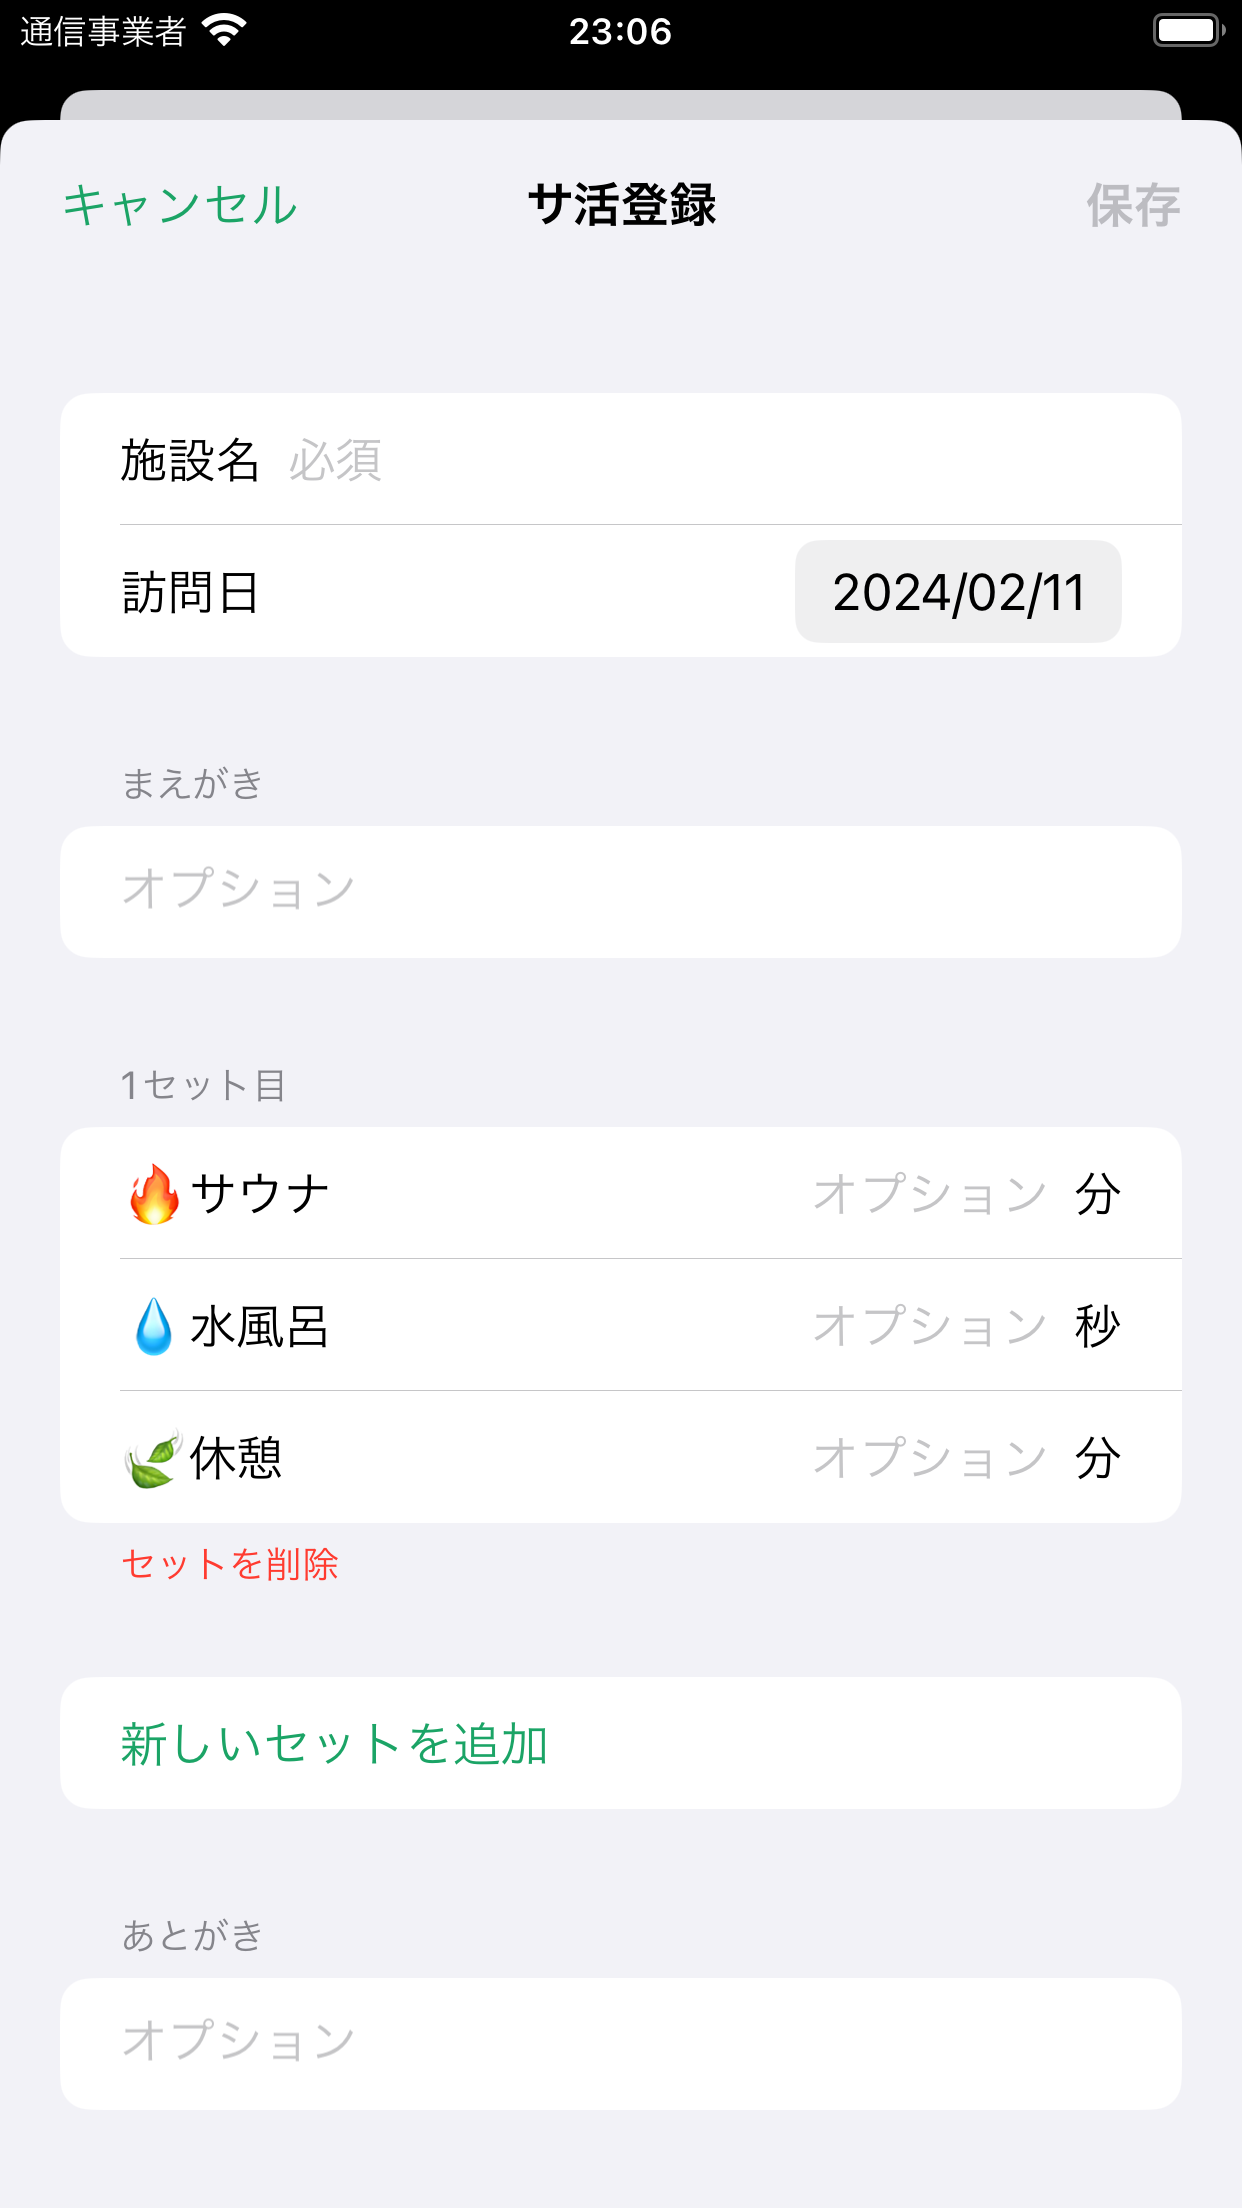 通信事業者 23:06
キャンセル サ活登録 保存
施設名 必須
訪問日 2024/02/11
まえがき
オプション
1セット目
🔥サウナ オプション 分
💧水風呂 オプション 秒
🍃休憩 オプション 分
セットを削除
新しいセットを追加
あとがき
オプション